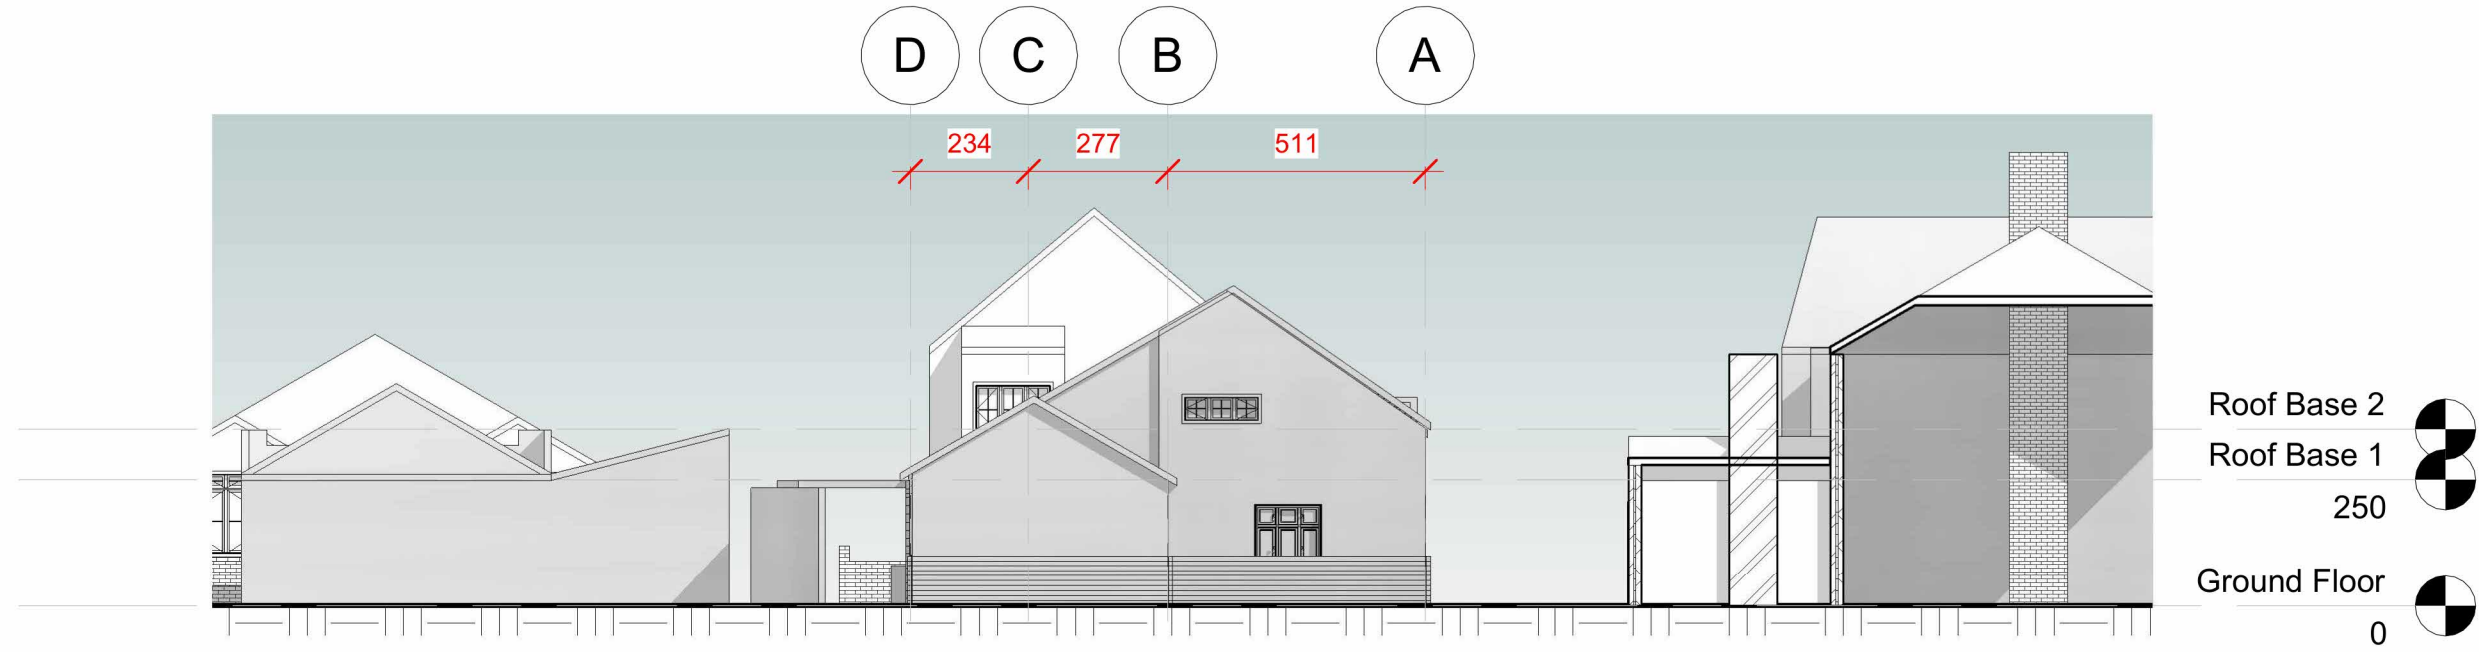 D C B A
234 277 511
Roof Base 2
Roof Base 1
250
Ground Floor
0